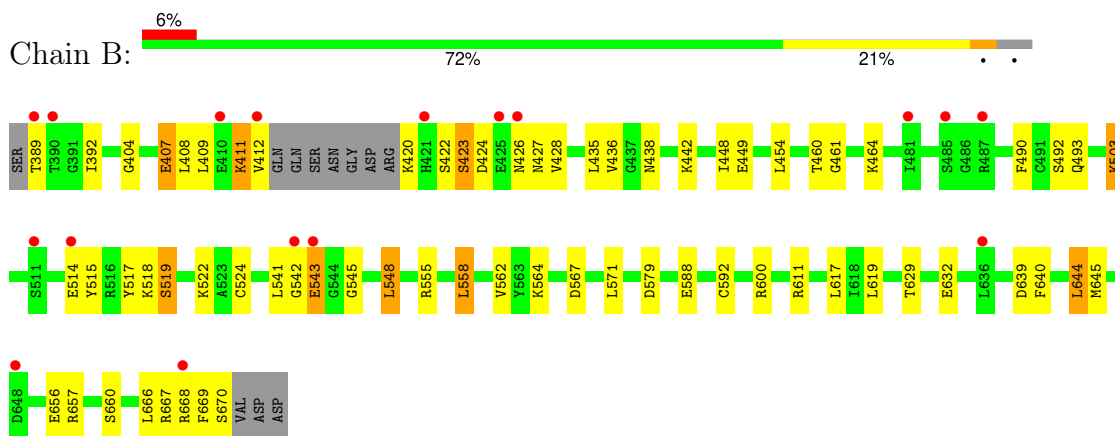 6%
Chain B:
72% 21% • •
SER T389 T390 G391 I392 G404 E407 L408 L409 E410 K411 V412 GLN GLN SER ASN GLY ASP ARG K420 H421 S422 S423 D424 E425 N426 N427 V428 L435 V436 G437 N438 K442 I448 E449 L454 T460 G461 K464 I481 S485 G486 R487 F490 C491 S492 Q493 K503
S511 E514 Y515 R516 Y517 K518 S519 K522 A523 C524 L541 G542 E543 G544 G545 L548 R555 L558 V562 Y563 K564 D567 L571 D579 E588 C592 R600 R611 L617 I618 L619 T629 E632 L636 D639 F640 L644 M645
D648 E656 R657 S660 L666 R667 R668 F669 S670 VAL ASP ASP